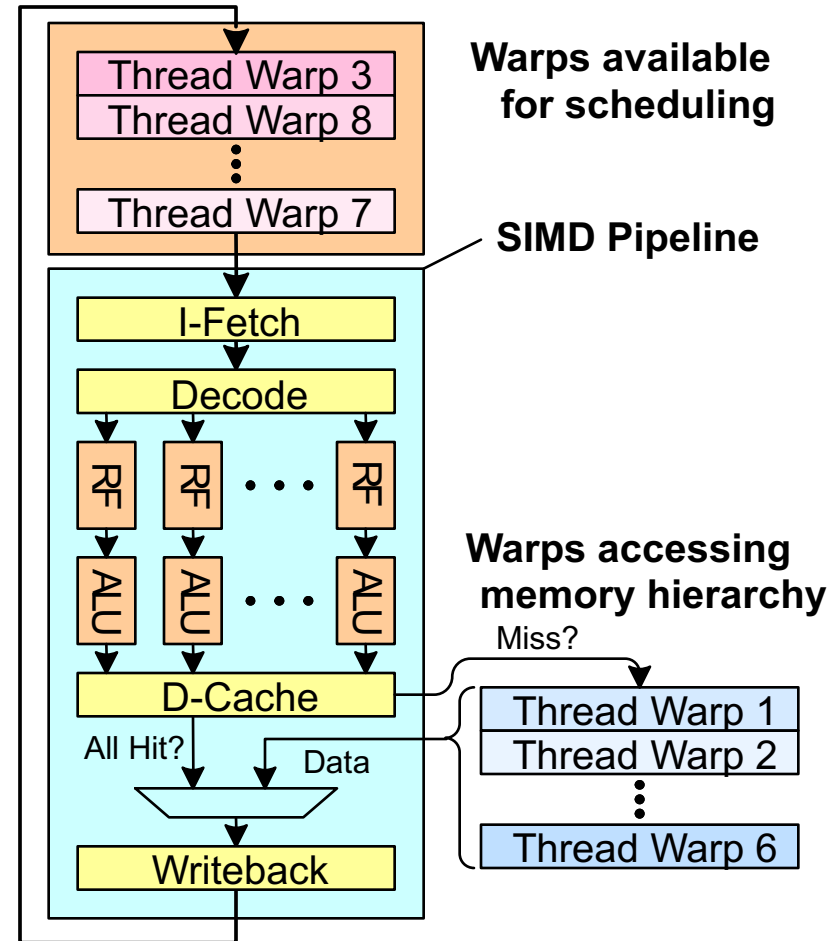 Thread Warp 3
Warps available
for scheduling
Thread Warp 8
Thread Warp 7
SIMD Pipeline
I-Fetch
Decode
RF
RF
RF
ALU
ALU
ALU
Warps accessing
memory hierarchy
Miss?
D-Cache
Thread Warp 1
All Hit?
Data
Thread Warp 2
Thread Warp 6
Writeback